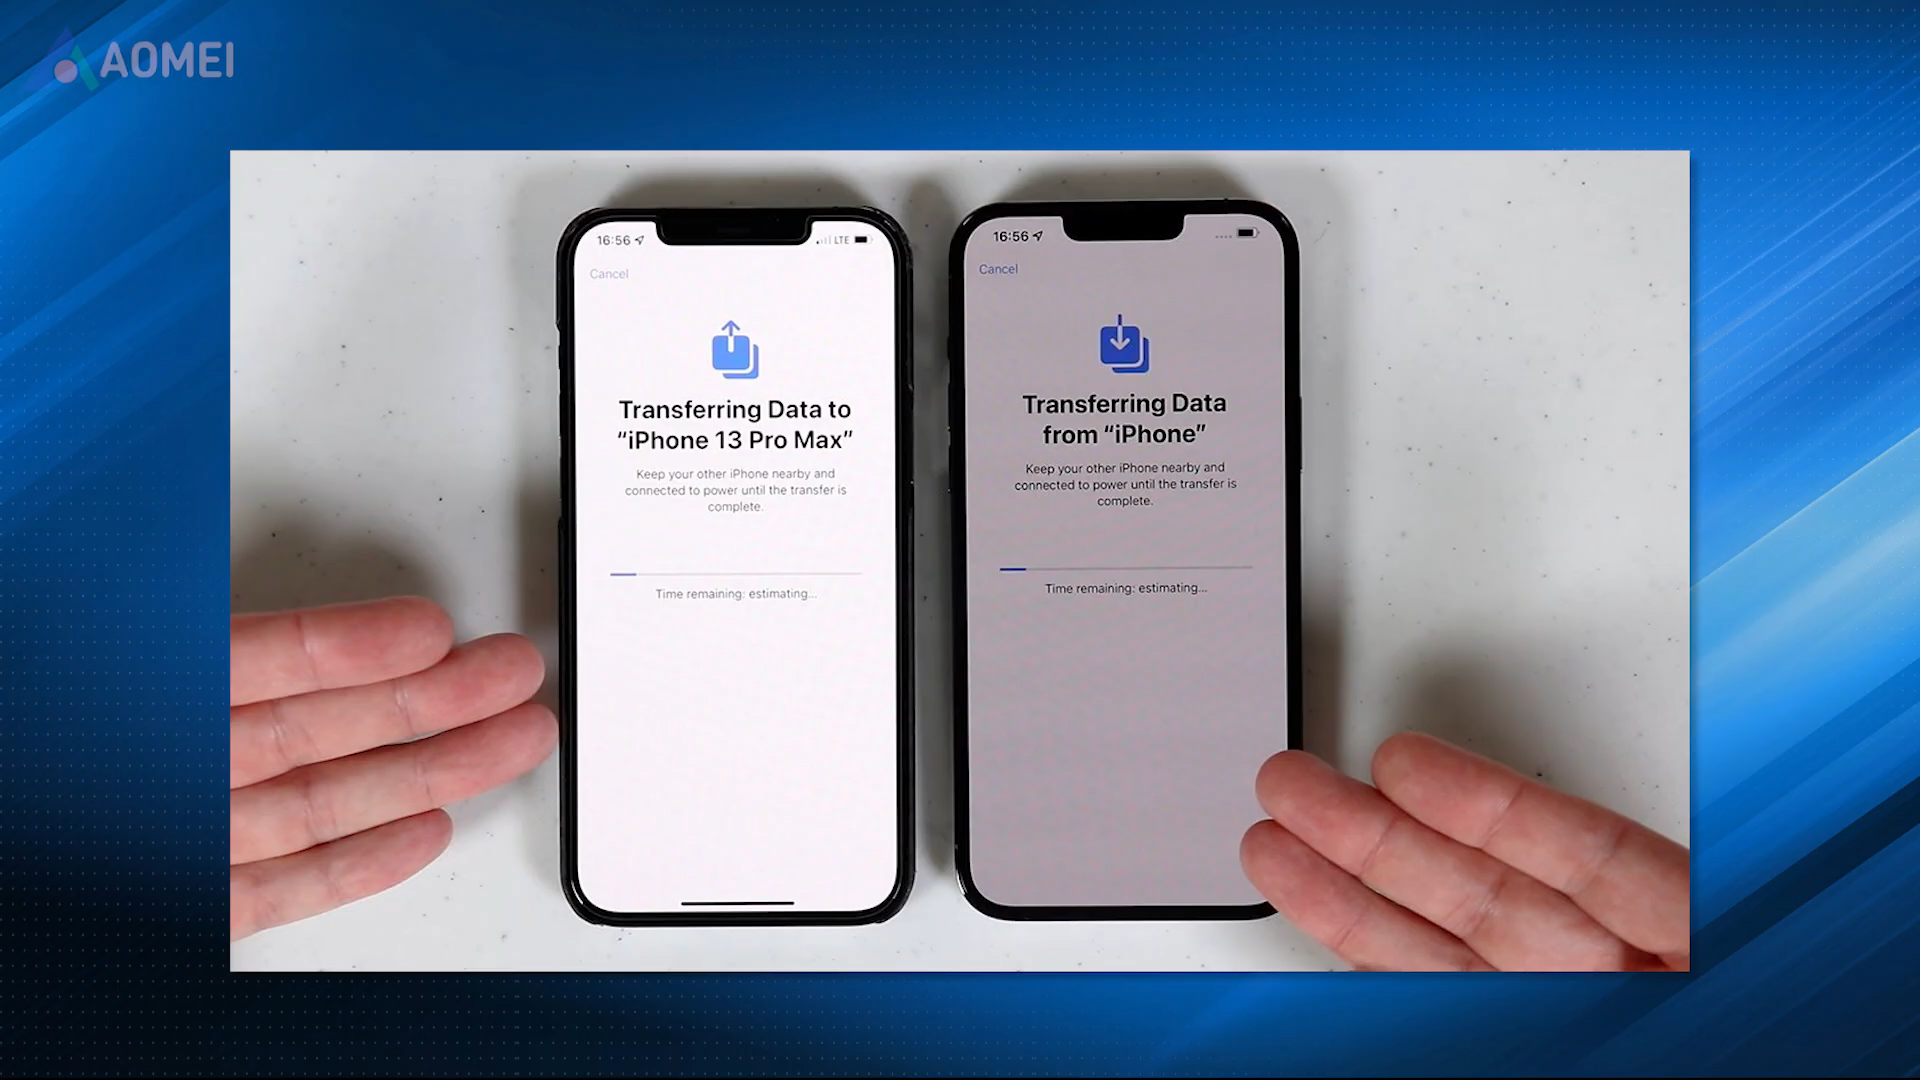 AOMEI
16:56
LTE
Cancel
Transferring Data to
“iPhone 13 Pro Max”
Keep your other iPhone nearby and
connected to power until the transfer is
complete.
Time remaining: estimating...
16:56
Cancel
Transferring Data
from “iPhone”
Keep your other iPhone nearby and
connected to power until the transfer is
complete.
Time remaining: estimating...